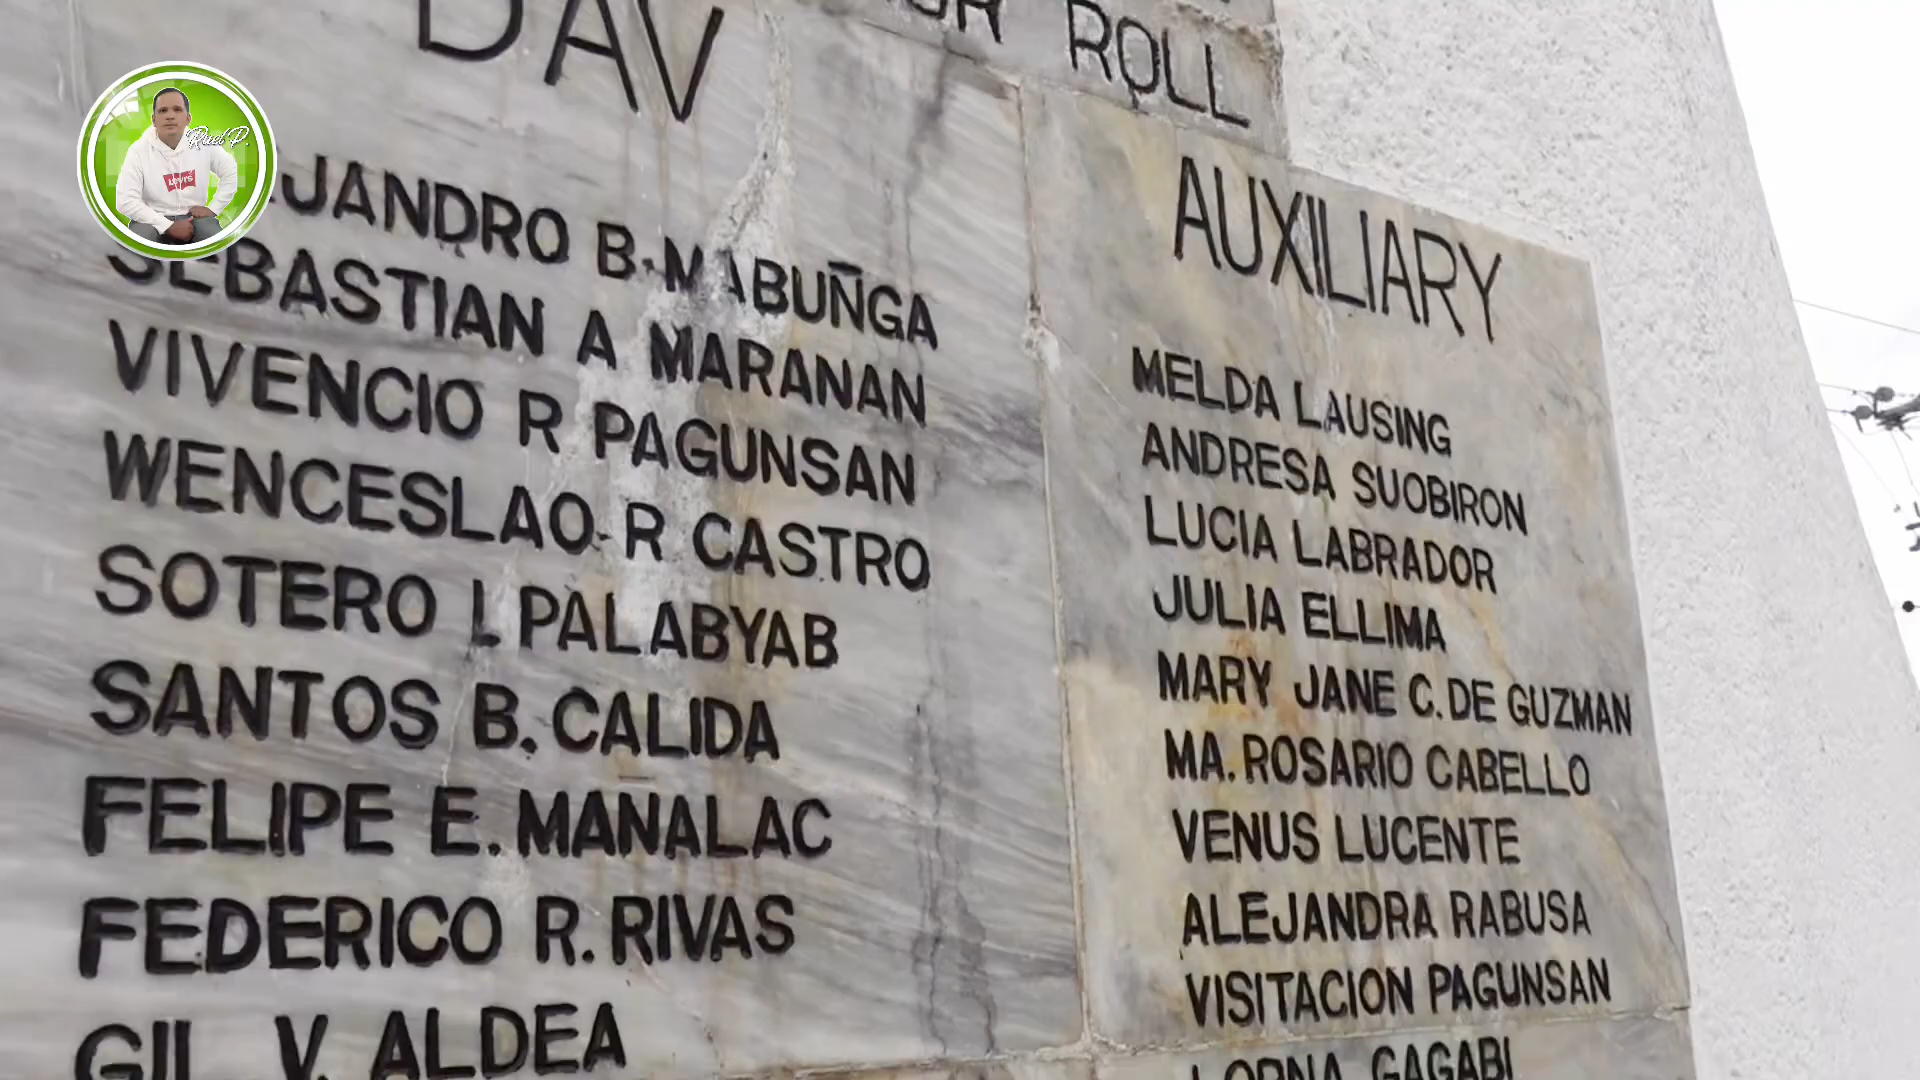 ROLL
DAV
JANDRO B. MABUÑGA
SEBASTIAN A MARANAN
VIVENCIO R PAGUNSAN
WENCESLAO R CASTRO
SOTERO L PALABYAB
SANTOS B. CALIDA
FELIPE E. MANALAC
FEDERICO R. RIVAS
GIL V. ALDEA
AUXILIARY
MELDA LAUSING
ANDRESA SUOBIRON
LUCIA LABRADOR
JULIA ELLIMA
MARY JANE C. DE GUZMAN
MA. ROSARIO CABELLO
VENUS LUCENTE
ALEJANDRA RABUSA
VISITACION PAGUNSAN
LORNA GAGABI
Ruel P.
Levi's